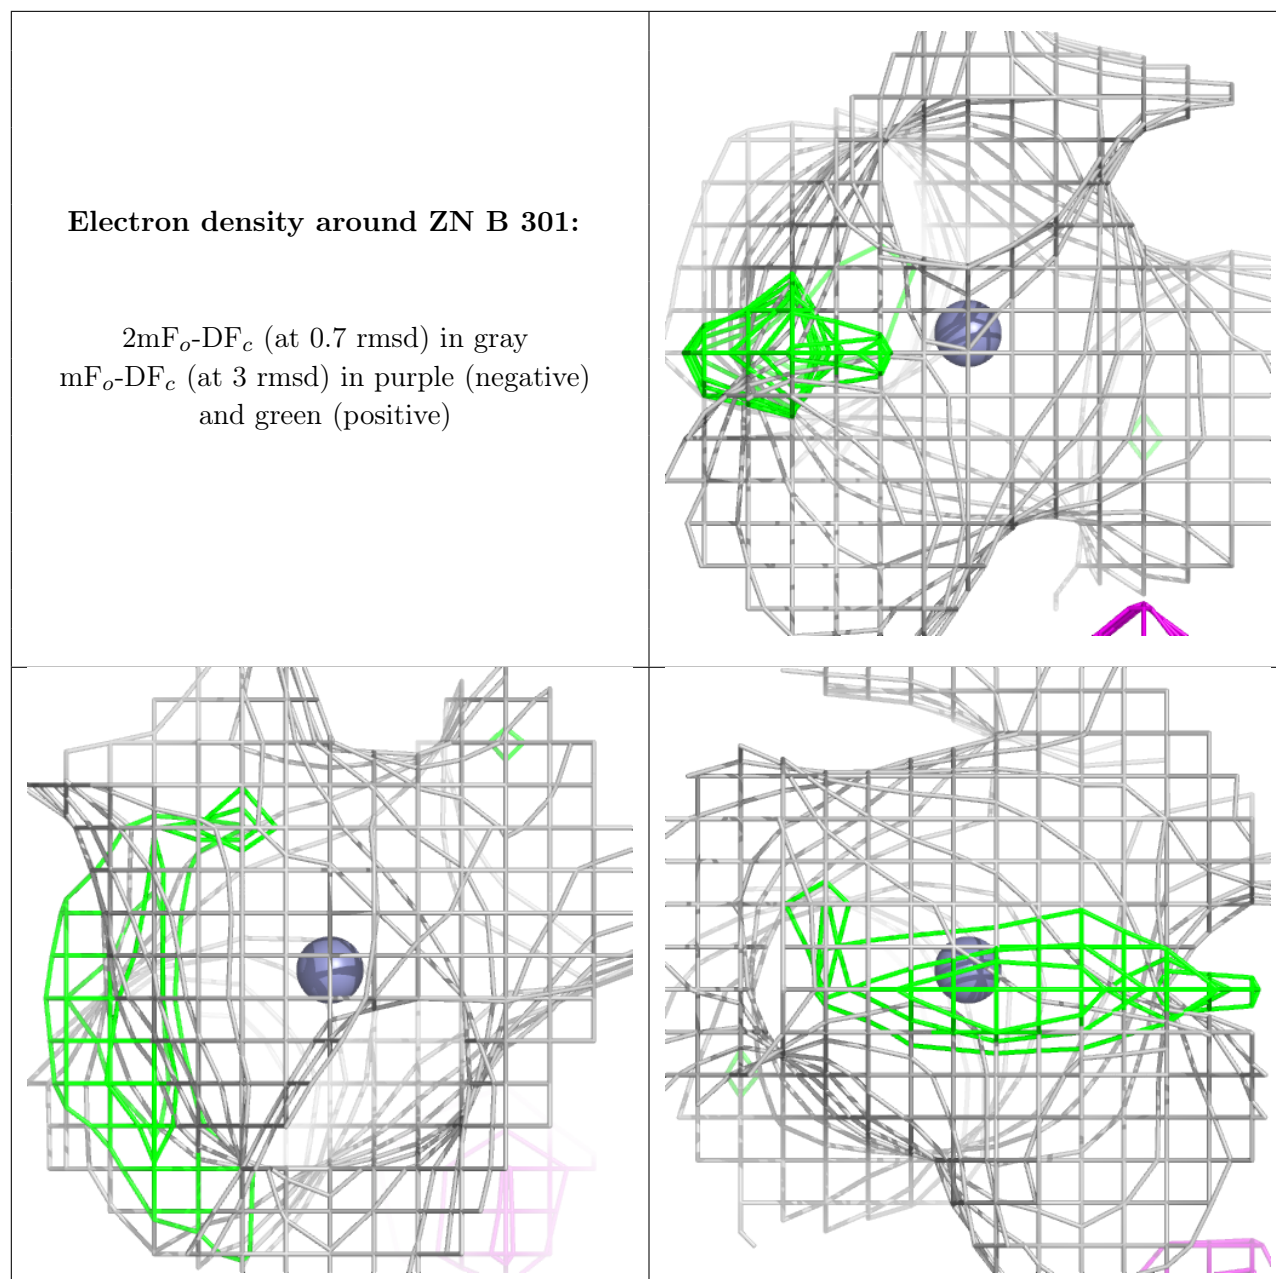 Electron density around ZN B 301:
2mFo-DFc (at 0.7 rmsd) in gray
mFo-DFc (at 3 rmsd) in purple (negative)
and green (positive)